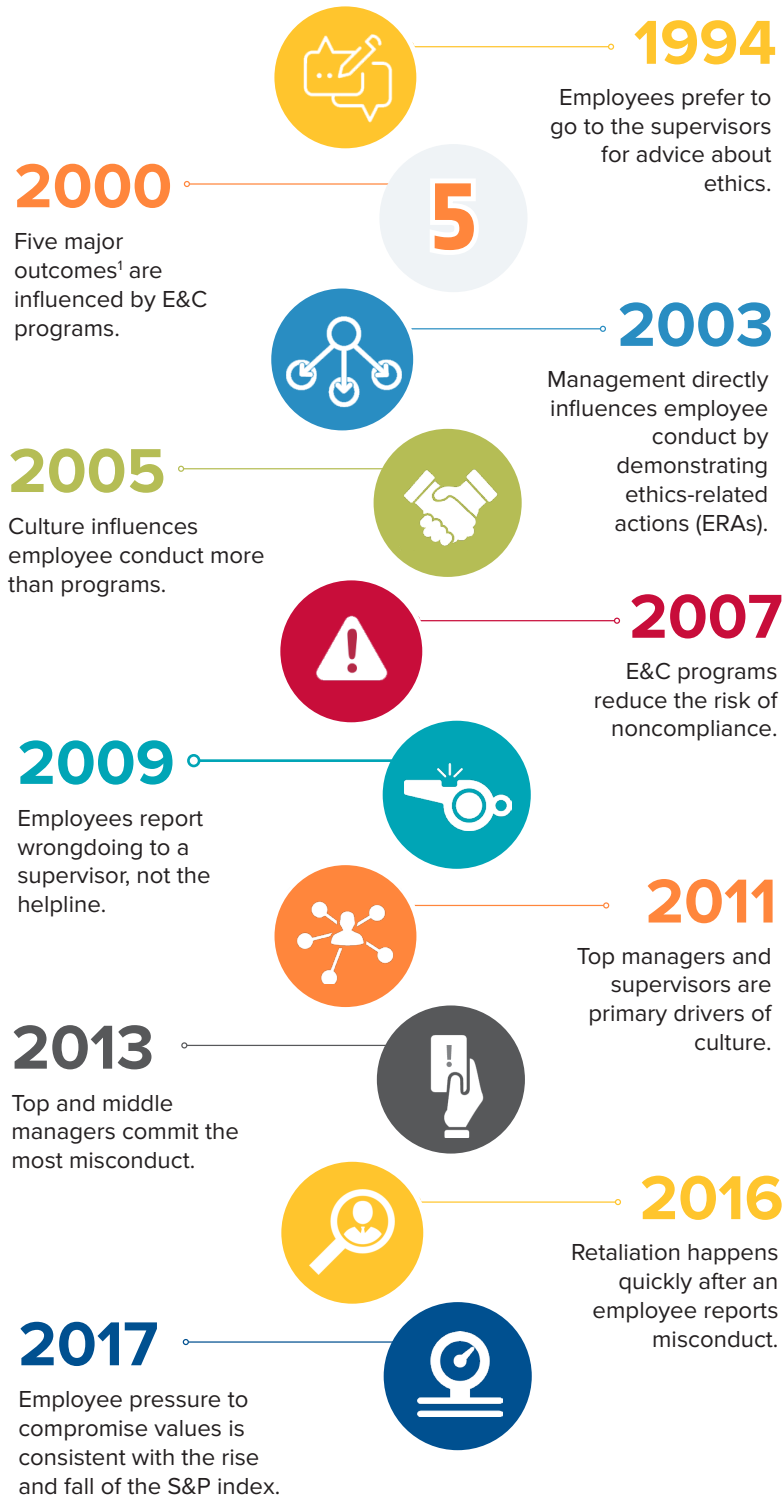 1994
Employees prefer to
go to the supervisors
for advice about
ethics.
2000
5
Five major
outcomes¹ are
influenced by E&C
programs.
2003
Management directly
influences employee
conduct by
demonstrating
ethics-related
actions (ERAs).
2005
Culture influences
employee conduct more
than programs.
2007
E&C programs
reduce the risk of
noncompliance.
2009
Employees report
wrongdoing to a
supervisor, not the
helpline.
2011
Top managers and
supervisors are
primary drivers of
culture.
2013
Top and middle
managers commit the
most misconduct.
2016
Retaliation happens
quickly after an
employee reports
misconduct.
2017
Employee pressure to
compromise values is
consistent with the rise
and fall of the S&P index.